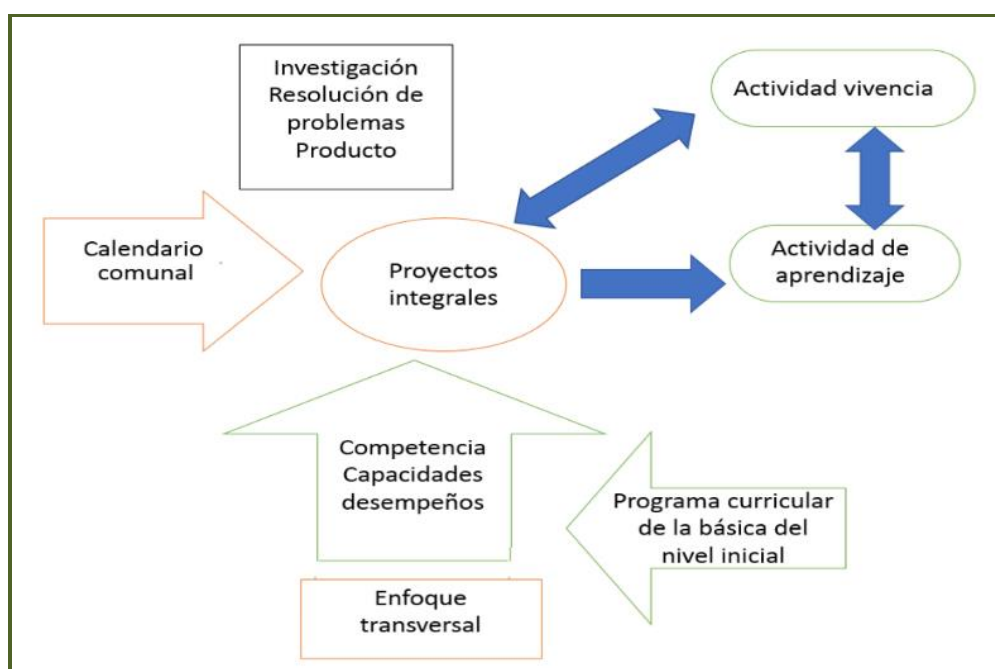 Investigación
Resolución de
problemas
Producto
Actividad vivencia
Calendario
comunal
Proyectos
integrales
Actividad de
aprendizaje
Competencia
Capacidades
desempeños
Programa curricular
de la básica del
nivel inicial
Enfoque
transversal